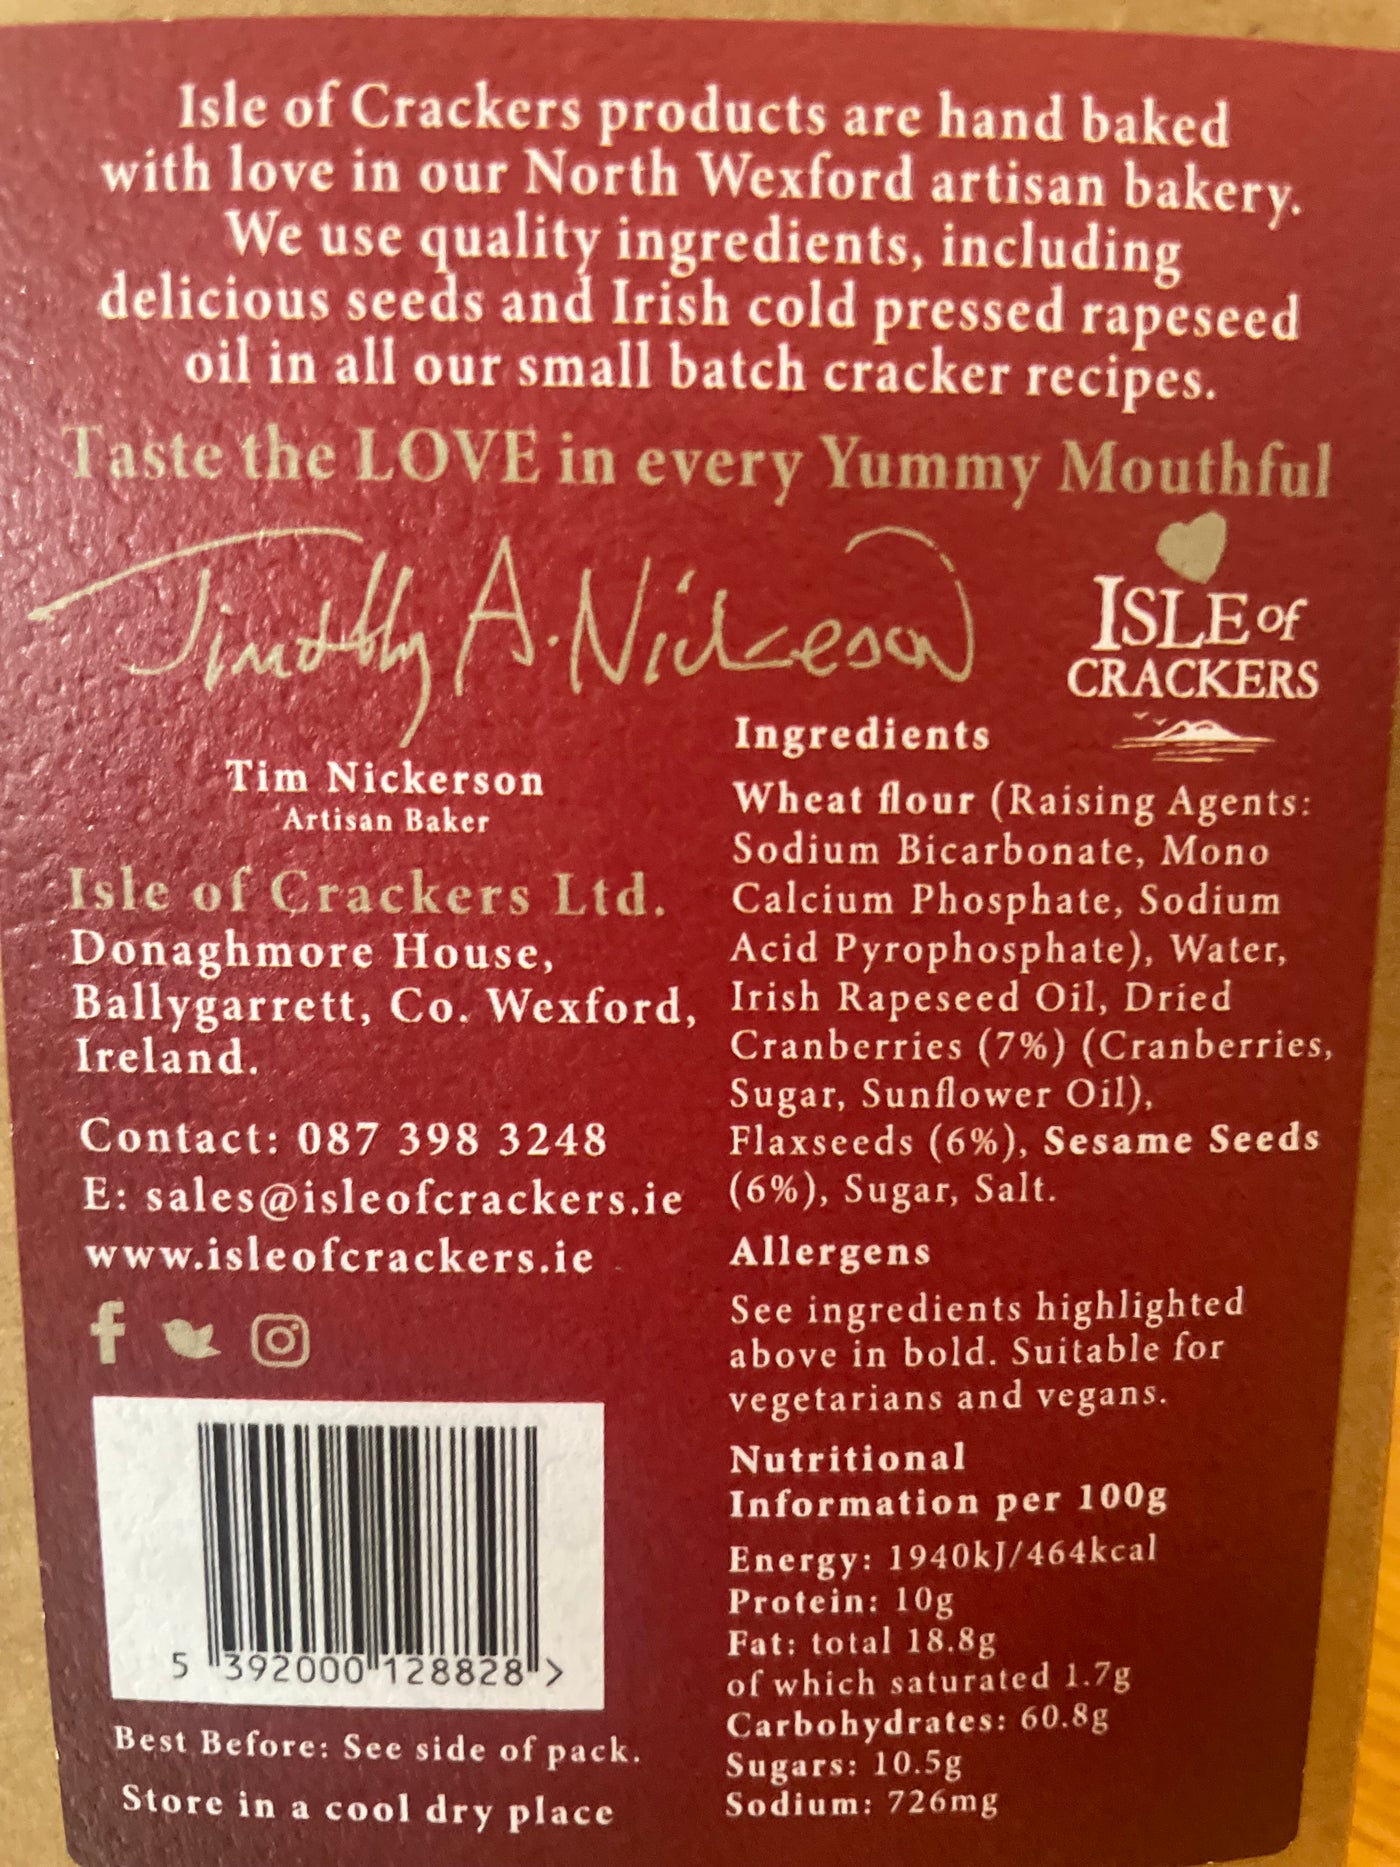 Isle of Crackers products are hand baked
with love in our North Wexford artisan bakery.
We use quality ingredients, including
delicious seeds and Irish cold pressed rapeseed
oil in all our small batch cracker recipes.
Taste the LOVE in every Yummy Mouthful
Timothy A. Nickerson
ISLE of
CRACKERS
Tim Nickerson
Artisan Baker
Isle of Crackers Ltd.
Donaghmore House,
Ballygarrett, Co. Wexford,
Ireland.
Contact: 087 398 3248
E: sales@isleofcrackers.ie
www.isleofcrackers.ie
5 392000 128828 >
Best Before: See side of pack.
Store in a cool dry place
Ingredients
Wheat flour (Raising Agents:
Sodium Bicarbonate, Mono
Calcium Phosphate, Sodium
Acid Pyrophosphate), Water,
Irish Rapeseed Oil, Dried
Cranberries (7%) (Cranberries,
Sugar, Sunflower Oil),
Flaxseeds (6%), Sesame Seeds
(6%), Sugar, Salt.
Allergens
See ingredients highlighted
above in bold. Suitable for
vegetarians and vegans.
Nutritional
Information per 100g
Energy: 1940kJ/464kcal
Protein: 10g
Fat: total 18.8g
of which saturated 1.7g
Carbohydrates: 60.8g
Sugars: 10.5g
Sodium: 726mg